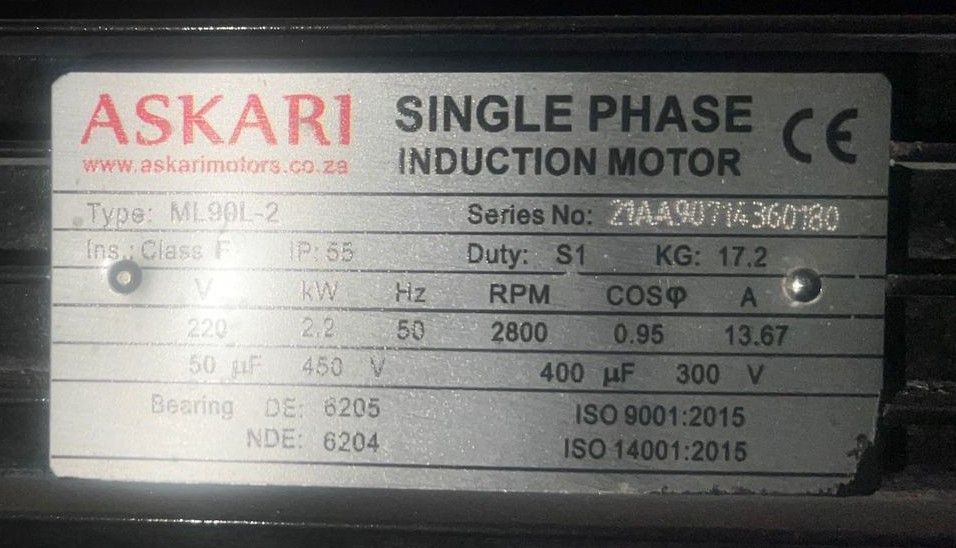 ASKARI SINGLE PHASE CE
www.askarimotors.co.za INDUCTION MOTOR
Type: ML90L-2 Series No: 21AA90714360180
Ins.: Class F IP: 55 Duty: S1 KG: 17.2
V kW Hz RPM COSφ A
220 2.2 50 2800 0.95 13.67
50 μF 450 V 400 μF 300 V
Bearing DE: 6205 ISO 9001:2015
NDE: 6204 ISO 14001:2015